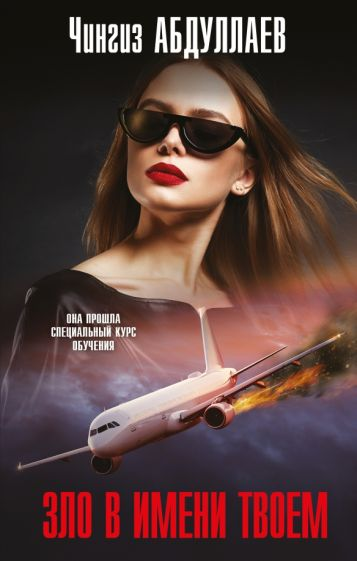 Чингиз АБДУЛЛАЕВ
ОНА ПРОШЛА
СПЕЦИАЛЬНЫЙ КУРС
ОБУЧЕНИЯ
ЗЛО В ИМЕНИ ТВОЕМ